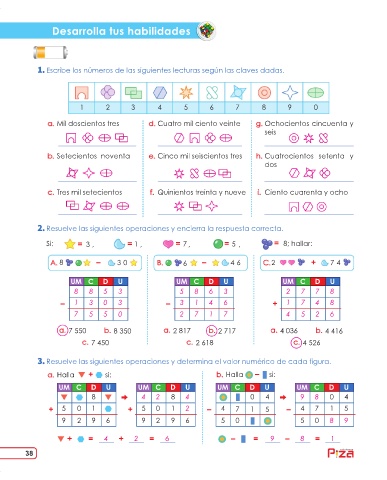 Desarrolla tus habilidades
1. Escribe los números de las siguientes lecturas según las claves dadas.
1 2 3 4 5 6 7 8 9 0
a. Mil doscientos tres
d. Cuatro mil ciento veinte
g. Ochocientos cincuenta y seis
b. Setecientos noventa
e. Cinco mil seiscientos tres
h. Cuatrocientos setenta y dos
c. Tres mil setecientos
f. Quinientos treinta y nueve
i. Ciento cuarenta y ocho
2. Resuelve las siguientes operaciones y encierra la respuesta correcta.
Si: = 3 , = 1 , = 7 , = 5 , = 8; hallar:
A. 8 - 3 0
B. 6 - 4 6
C. 2 + 7 4
UM C D U
8 8 5 3
- 1 3 0 3
7 5 5 0
UM C D U
5 8 6 3
- 3 1 4 6
2 7 1 7
UM C D U
2 7 7 8
+ 1 7 4 8
4 5 2 6
a. 7 550 b. 8 350
c. 7 450
a. 2 817 b. 2 717
c. 2 618
a. 4 036 b. 4 416
c. 4 526
3. Resuelve las siguientes operaciones y determina el valor numérico de cada figura.
a. Halla + si:
UM C D U
8
+ 5 0 1
9 2 9 6
UM C D U
4 2 8 4
+ 5 0 1 2
9 2 9 6
+ = 4 + 2 = 6
b. Halla - si:
UM C D U
0 4
- 4 7 1 5
5 0
UM C D U
9 8 0 4
- 4 7 1 5
5 0 8 9
- = 9 - 8 = 1
38
PIZA